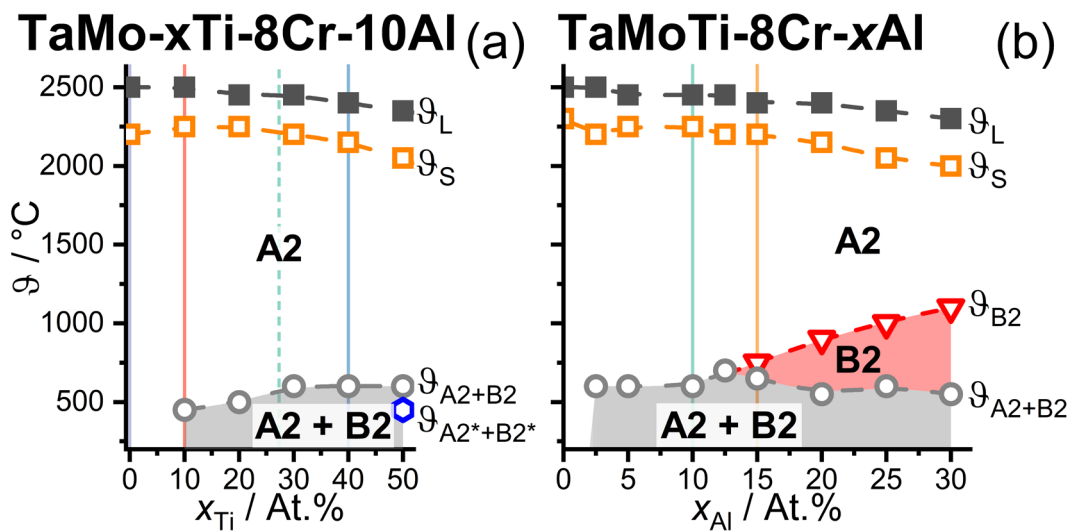 TaMo-xTi-8Cr-10Al (a)
TaMoTi-8Cr-xAl (b)
ϑ / °C
2500
2000
1500
1000
500
ϑL
ϑS
A2
ϑA2+B2
A2 + B2
ϑA2*+B2*
0 10 20 30 40 50
xTi / At.%
ϑL
ϑS
A2
ϑB2
B2
ϑA2+B2
A2 + B2
0 5 10 15 20 25 30
xAl / At.%